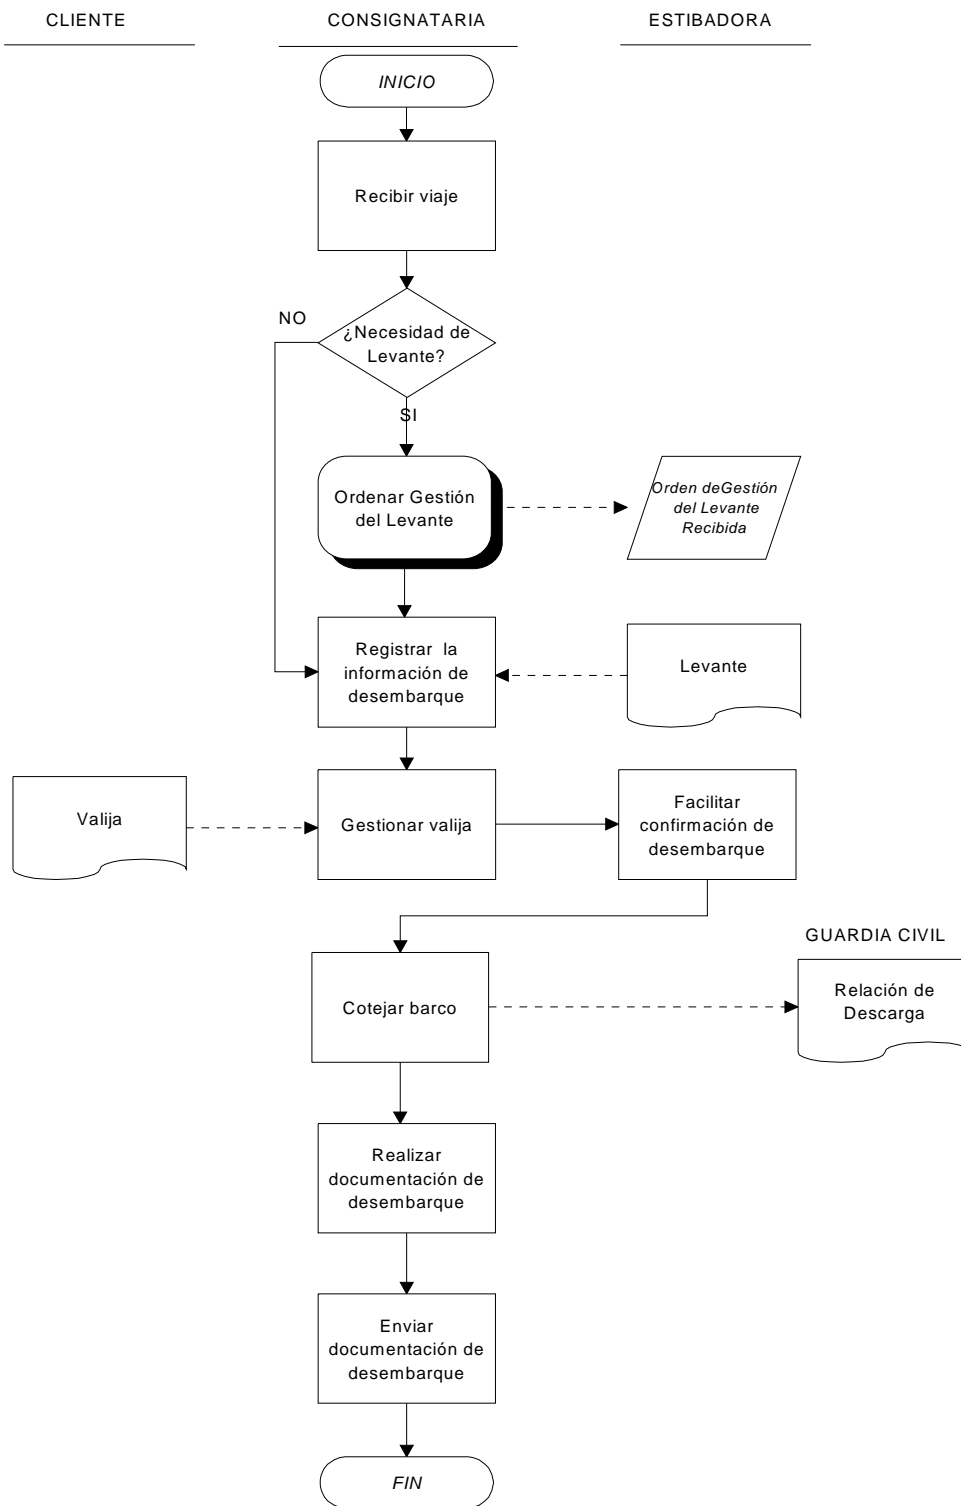 CLIENTE
CONSIGNATARIA
ESTIBADORA
INICIO
Recibir viaje
NO
¿Necesidad de
Levante?
SI
Ordenar Gestión
del Levante
Orden deGestión
del Levante
Recibida
Registrar la
información de
desembarque
Levante
Valija
Gestionar valija
Facilitar
confirmación de
desembarque
GUARDIA CIVIL
Cotejar barco
Relación de
Descarga
Realizar
documentación de
desembarque
Enviar
documentación de
desembarque
FIN